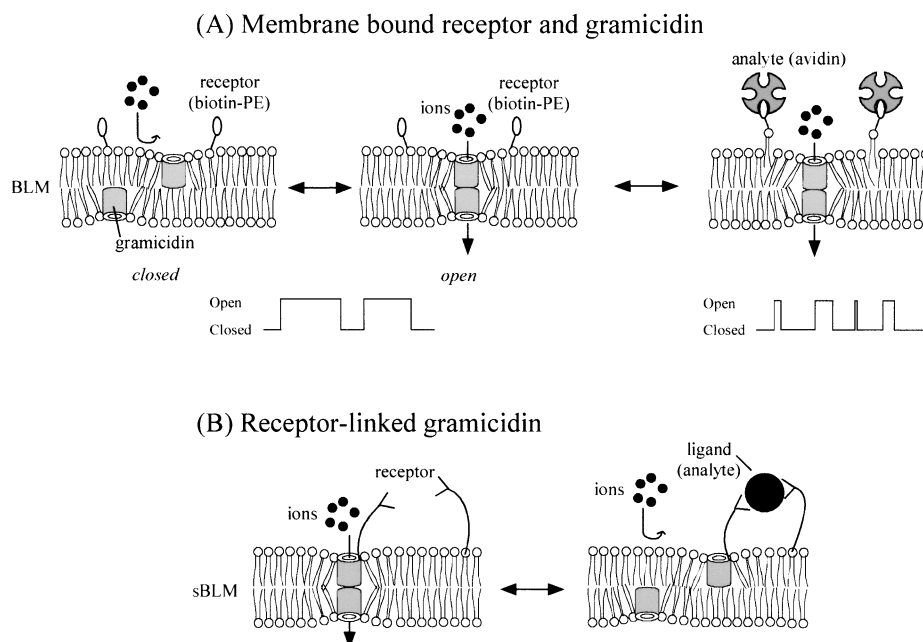 (A) Membrane bound receptor and gramicidin
analyte (avidin)
receptor
(biotin-PE)
receptor
(biotin-PE)
ions
BLM
gramicidin
closed
open
Open
Closed
Open
Closed
(B) Receptor-linked gramicidin
receptor
ions
ligand
(analyte)
ions
sBLM